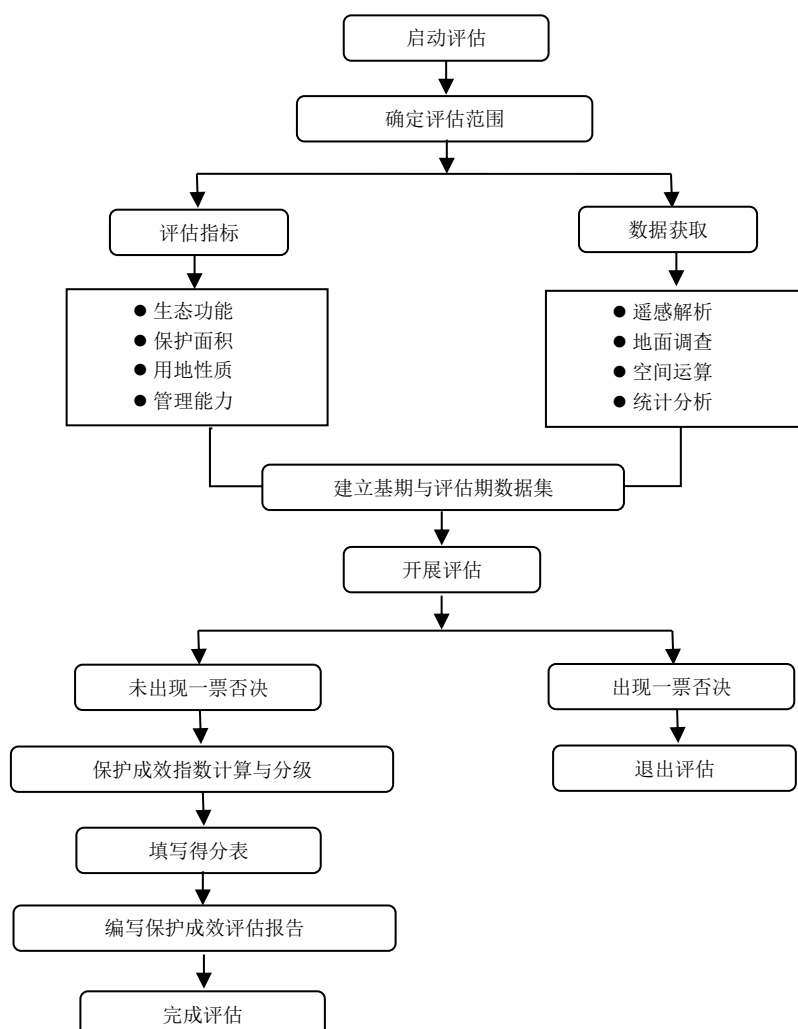 启动评估
确定评估范围
评估指标
数据获取
● 生态功能
● 保护面积
● 用地性质
● 管理能力
● 遥感解析
● 地面调查
● 空间运算
● 统计分析
建立基期与评估期数据集
开展评估
未出现一票否决
出现一票否决
保护成效指数计算与分级
退出评估
填写得分表
编写保护成效评估报告
完成评估